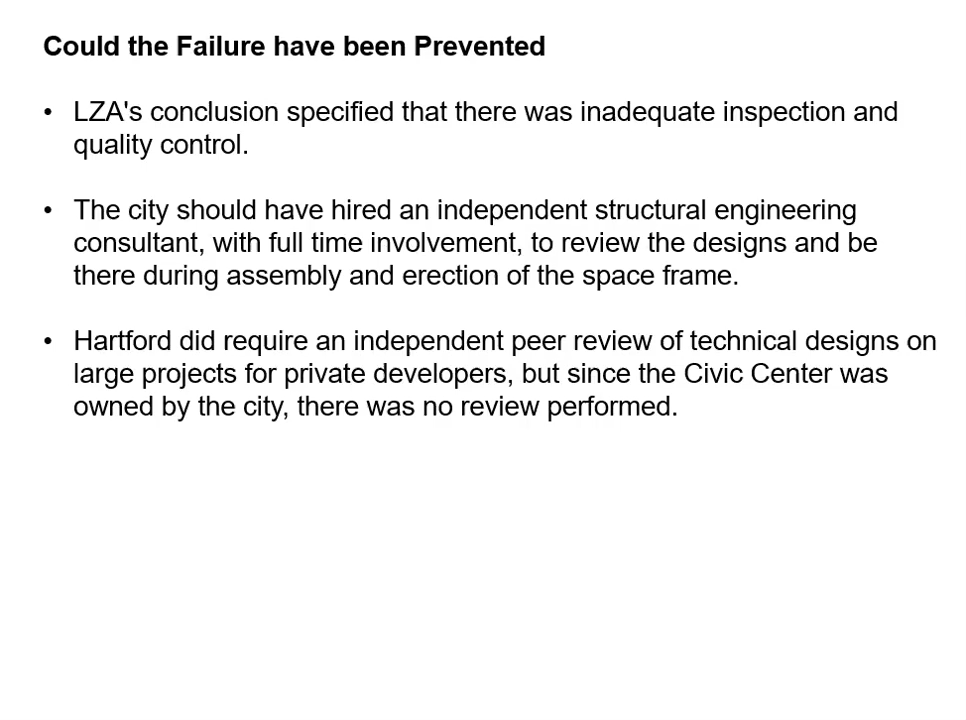 Could the Failure have been Prevented
• LZA's conclusion specified that there was inadequate inspection and
quality control.
• The city should have hired an independent structural engineering
consultant, with full time involvement, to review the designs and be
there during assembly and erection of the space frame.
• Hartford did require an independent peer review of technical designs on
large projects for private developers, but since the Civic Center was
owned by the city, there was no review performed.